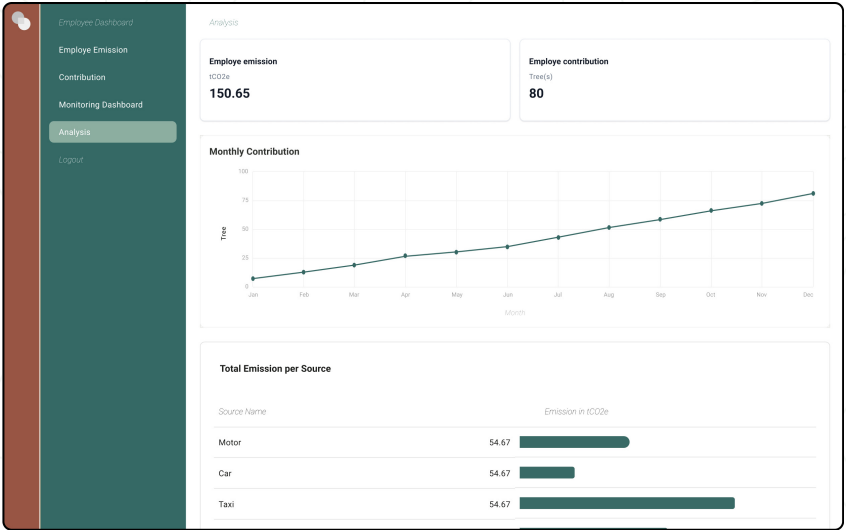 Employee Dashboard
Employe Emission
Contribution
Monitoring Dashboard
Analysis
Logout
Analysis
Employe emission
tCO2e
150.65
Employe contribution
Tree(s)
80
Monthly Contribution
100
75
50
25
0
Tree
Jan Feb Mar Apr May Jun Jul Aug Sep Oct Nov Dec
Month
Total Emission per Source
Source Name Emission in tCO2e
Motor 54.67
Car 54.67
Taxi 54.67